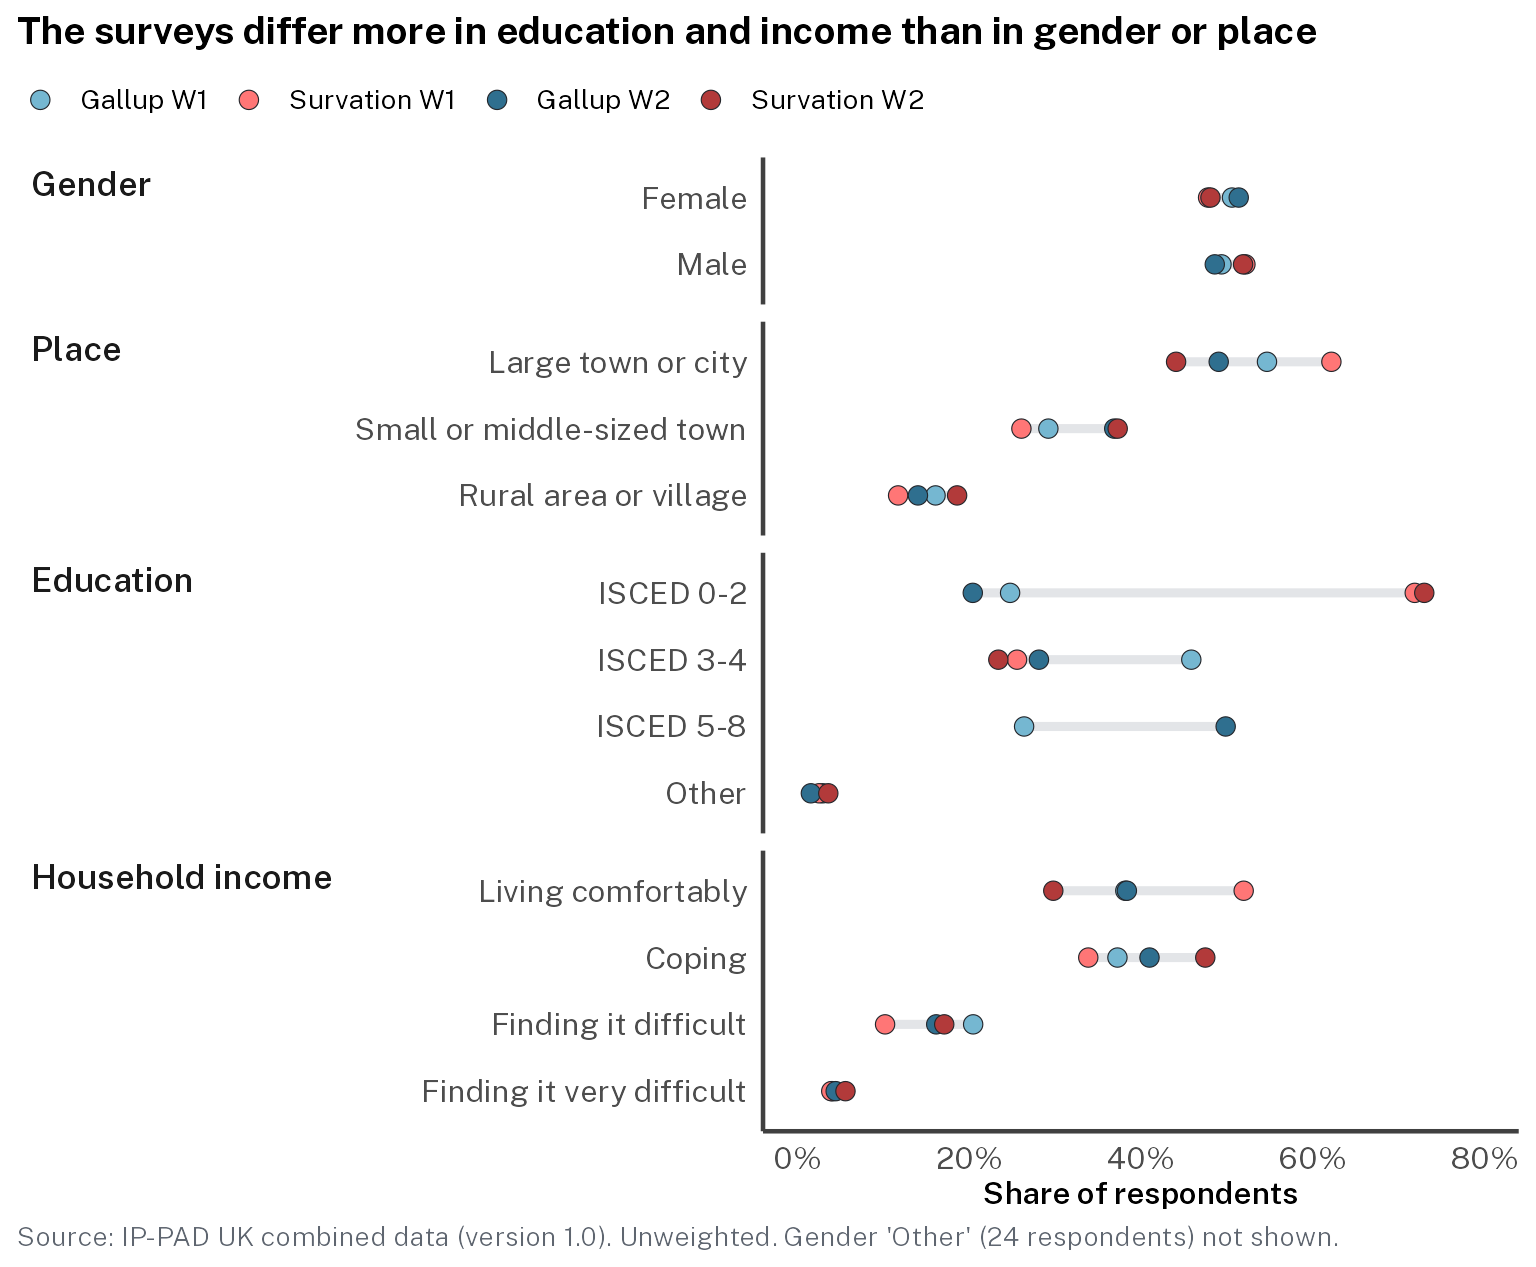 The surveys differ more in education and income than in gender or place
Gallup W1 Survation W1 Gallup W2 Survation W2
Gender
Female
Male
Place
Large town or city
Small or middle-sized town
Rural area or village
Education
ISCED 0-2
ISCED 3-4
ISCED 5-8
Other
Household income
Living comfortably
Coping
Finding it difficult
Finding it very difficult
0% 20% 40% 60% 80%
Share of respondents
Source: IP-PAD UK combined data (version 1.0). Unweighted. Gender 'Other' (24 respondents) not shown.